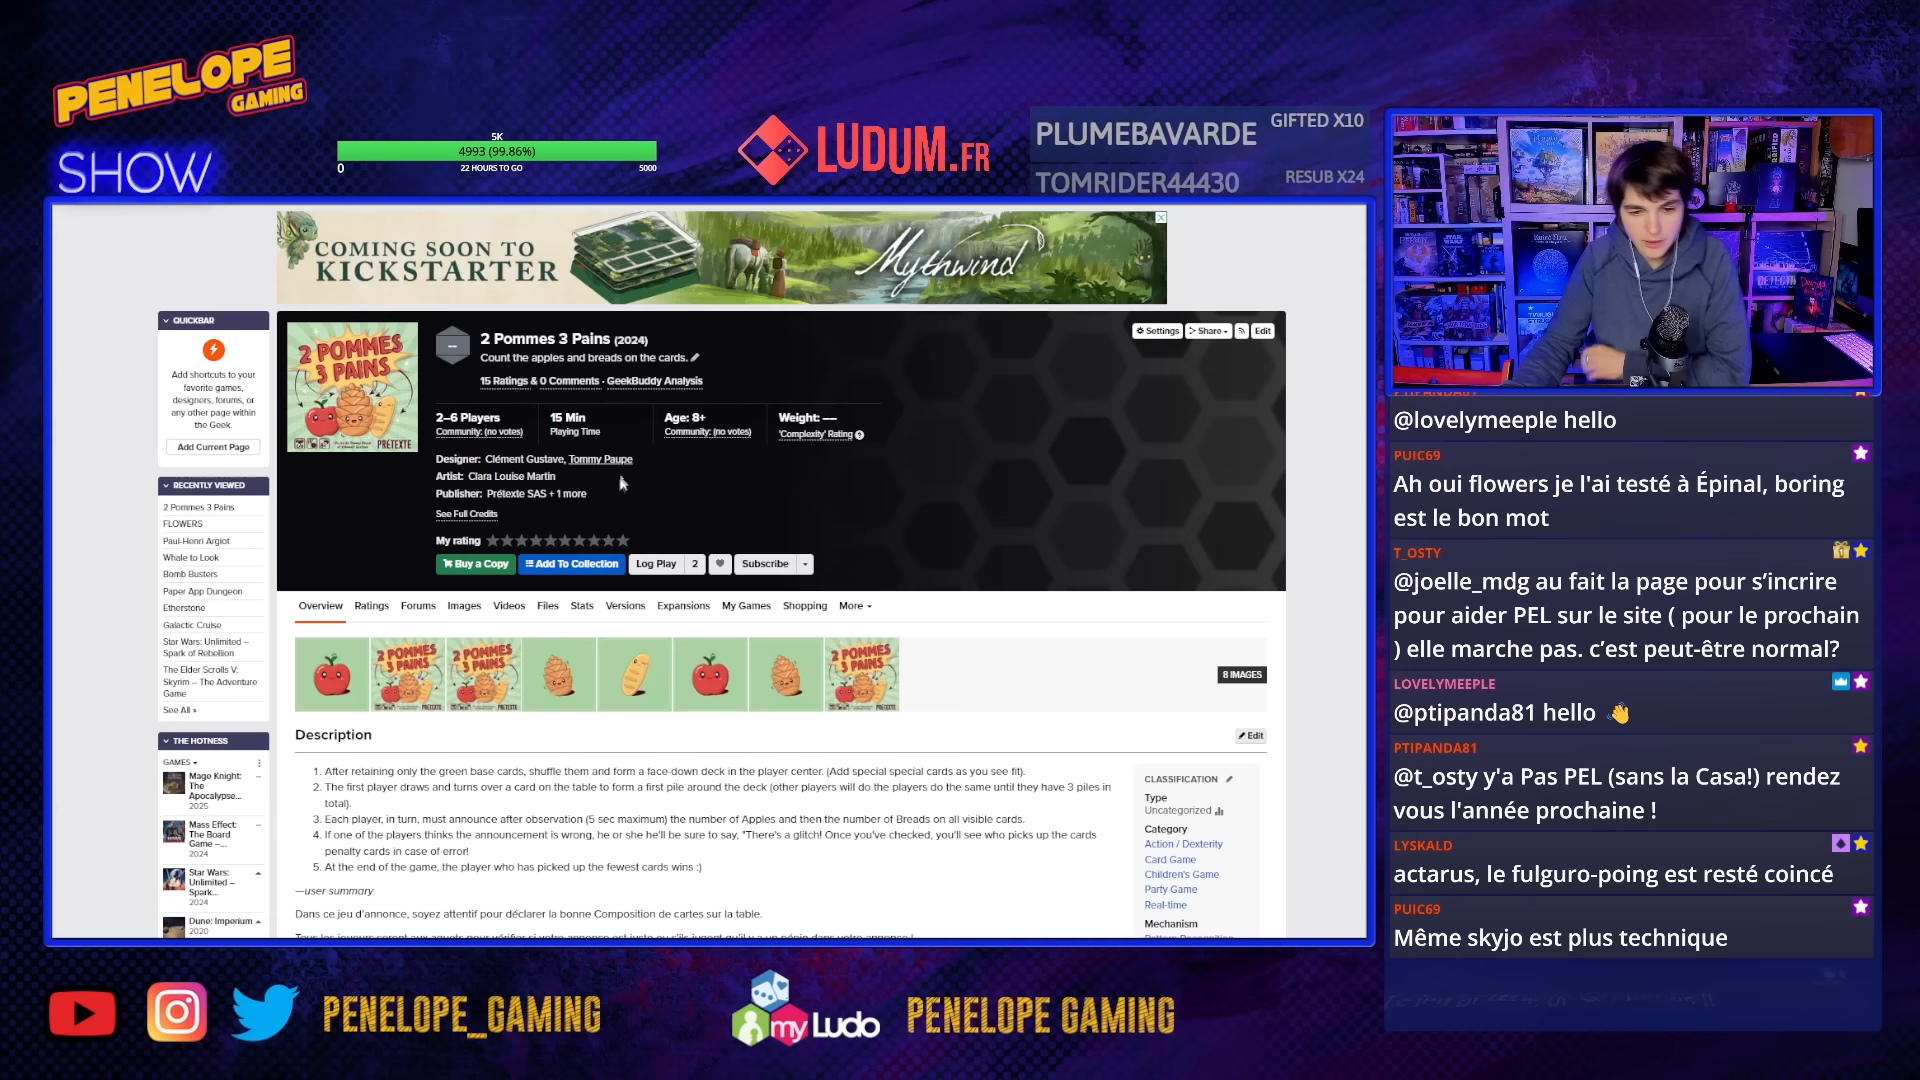 PENELOPE
GAMING
SHOW
5K
4993 (99.86%)
0
22 HOURS TO GO
5000
LUDUM.FR
PLUMEBAVARDE
GIFTED X10
TOMRIDER44430
RESUB X24
COMING SOON TO
KICKSTARTER
Mythwind
QUICKBAR
Add shortcuts to your
favorite games,
designers, forums, or
any other page within
the Geek.
Add Current Page
RECENTLY VIEWED
2 Pommes 3 Pains
FLOWERS
Paul-Henri Argiot
Whale to Look
Bomb Busters
Paper App Dungeon
Etherstone
Galactic Cruise
Star Wars: Unlimited –
Spark of Rebellion
The Elder Scrolls V:
Skyrim – The Adventure
Game
See All »
THE HOTNESS
GAMES
Mage Knight:
The
Apocalypse...
2025
Mass Effect:
The Board
Game –...
2024
Star Wars:
Unlimited –
Spark...
2024
Dune: Imperium
2020
2 POMMES
3 PAINS
PRÉTEXTE
2 Pommes 3 Pains (2024)
Count the apples and breads on the cards.
15 Ratings & 0 Comments · GeekBuddy Analysis
Settings
Share
Edit
2–6 Players
Community: (no votes)
15 Min
Playing Time
Age: 8+
Community: (no votes)
Weight: ––
'Complexity' Rating
Designer: Clément Gustave, Tommy Paupe
Artist: Clara Louise Martin
Publisher: Prétexte SAS + 1 more
See Full Credits
My rating
Buy a Copy
Add To Collection
Log Play
2
Subscribe
Overview
Ratings
Forums
Images
Videos
Files
Stats
Versions
Expansions
My Games
Shopping
More
2 POMMES
3 PAINS
2 POMMES
3 PAINS
2 POMMES
3 PAINS
8 IMAGES
Description
Edit
1. After retaining only the green base cards, shuffle them and form a face-down deck in the player center. (Add special special cards as you see fit).
2. The first player draws and turns over a card on the table to form a first pile around the deck (other players will do the players do the same until they have 3 piles in
total).
3. Each player, in turn, must announce after observation (5 sec maximum) the number of Apples and then the number of Breads on all visible cards.
4. If one of the players thinks the announcement is wrong, he or she he'll be sure to say, "There's a glitch! Once you've checked, you'll see who picks up the cards
penalty cards in case of error!
5. At the end of the game, the player who has picked up the fewest cards wins :)
—user summary
Dans ce jeu d'annonce, soyez attentif pour déclarer la bonne Composition de cartes sur la table.
CLASSIFICATION
Type
Uncategorized
Category
Action / Dexterity
Card Game
Children's Game
Party Game
Real-time
Mechanism
@lovelymeeple hello
PUIC69
Ah oui flowers je l'ai testé à Épinal, boring
est le bon mot
T_OSTY
@joelle_mdg au fait la page pour s’incrire
pour aider PEL sur le site ( pour le prochain
) elle marche pas. c’est peut-être normal?
LOVELYMEEPLE
@ptipanda81 hello 👋
PTIPANDA81
@t_osty y'a Pas PEL (sans la Casa!) rendez
vous l'année prochaine !
LYSKALD
actarus, le fulguro-poing est resté coincé
PUIC69
Même skyjo est plus technique
PENELOPE_GAMING
myLudo
PENELOPE GAMING